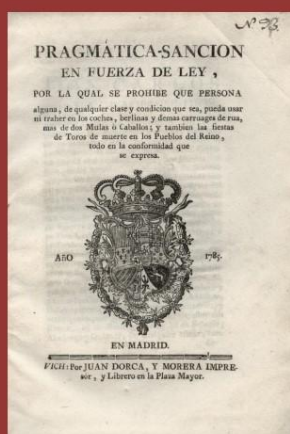 Nº 93.
PRAGMÁTICA-SANCION
EN FUERZA DE LEY,
POR LA QUAL SE PROHIBE QUE PERSONA
alguna, de qualquier clase y condicion que sea, pueda usar
ni traher en los coches, berlinas y demas carruages de rua,
mas de dos Mulas ó Caballos; y tambien las fiestas
de Toros de muerte en los Pueblos del Reino,
todo en la conformidad que
se expresa.
AÑO 1785.
EN MADRID.
VICH: Por JUAN DORCA, Y MORERA IMPRE-
sór, y Librero en la Plaza Mayor.